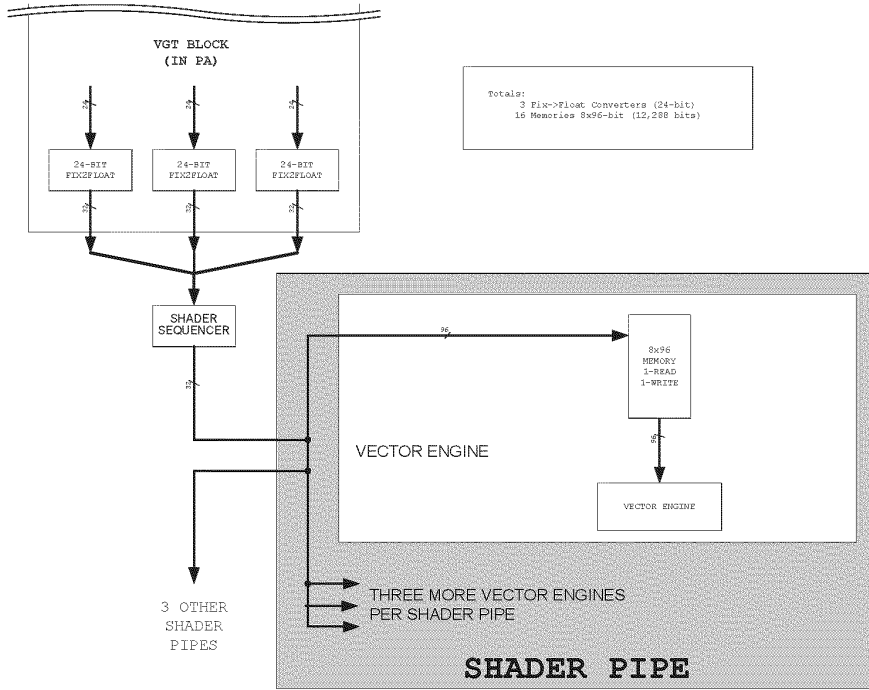 VGT BLOCK
(IN PA)
Totals:
3 Fix->Float Converters (24-bit)
16 Memories 8x96-bit (12,288 bits)
24
24
24
24-BIT
FIX2FLOAT
24-BIT
FIX2FLOAT
24-BIT
FIX2FLOAT
32
32
32
SHADER
SEQUENCER
32
96
8x96
MEMORY
1-READ
1-WRITE
96
VECTOR ENGINE
VECTOR ENGINE
3 OTHER
SHADER
PIPES
THREE MORE VECTOR ENGINES
PER SHADER PIPE
SHADER PIPE